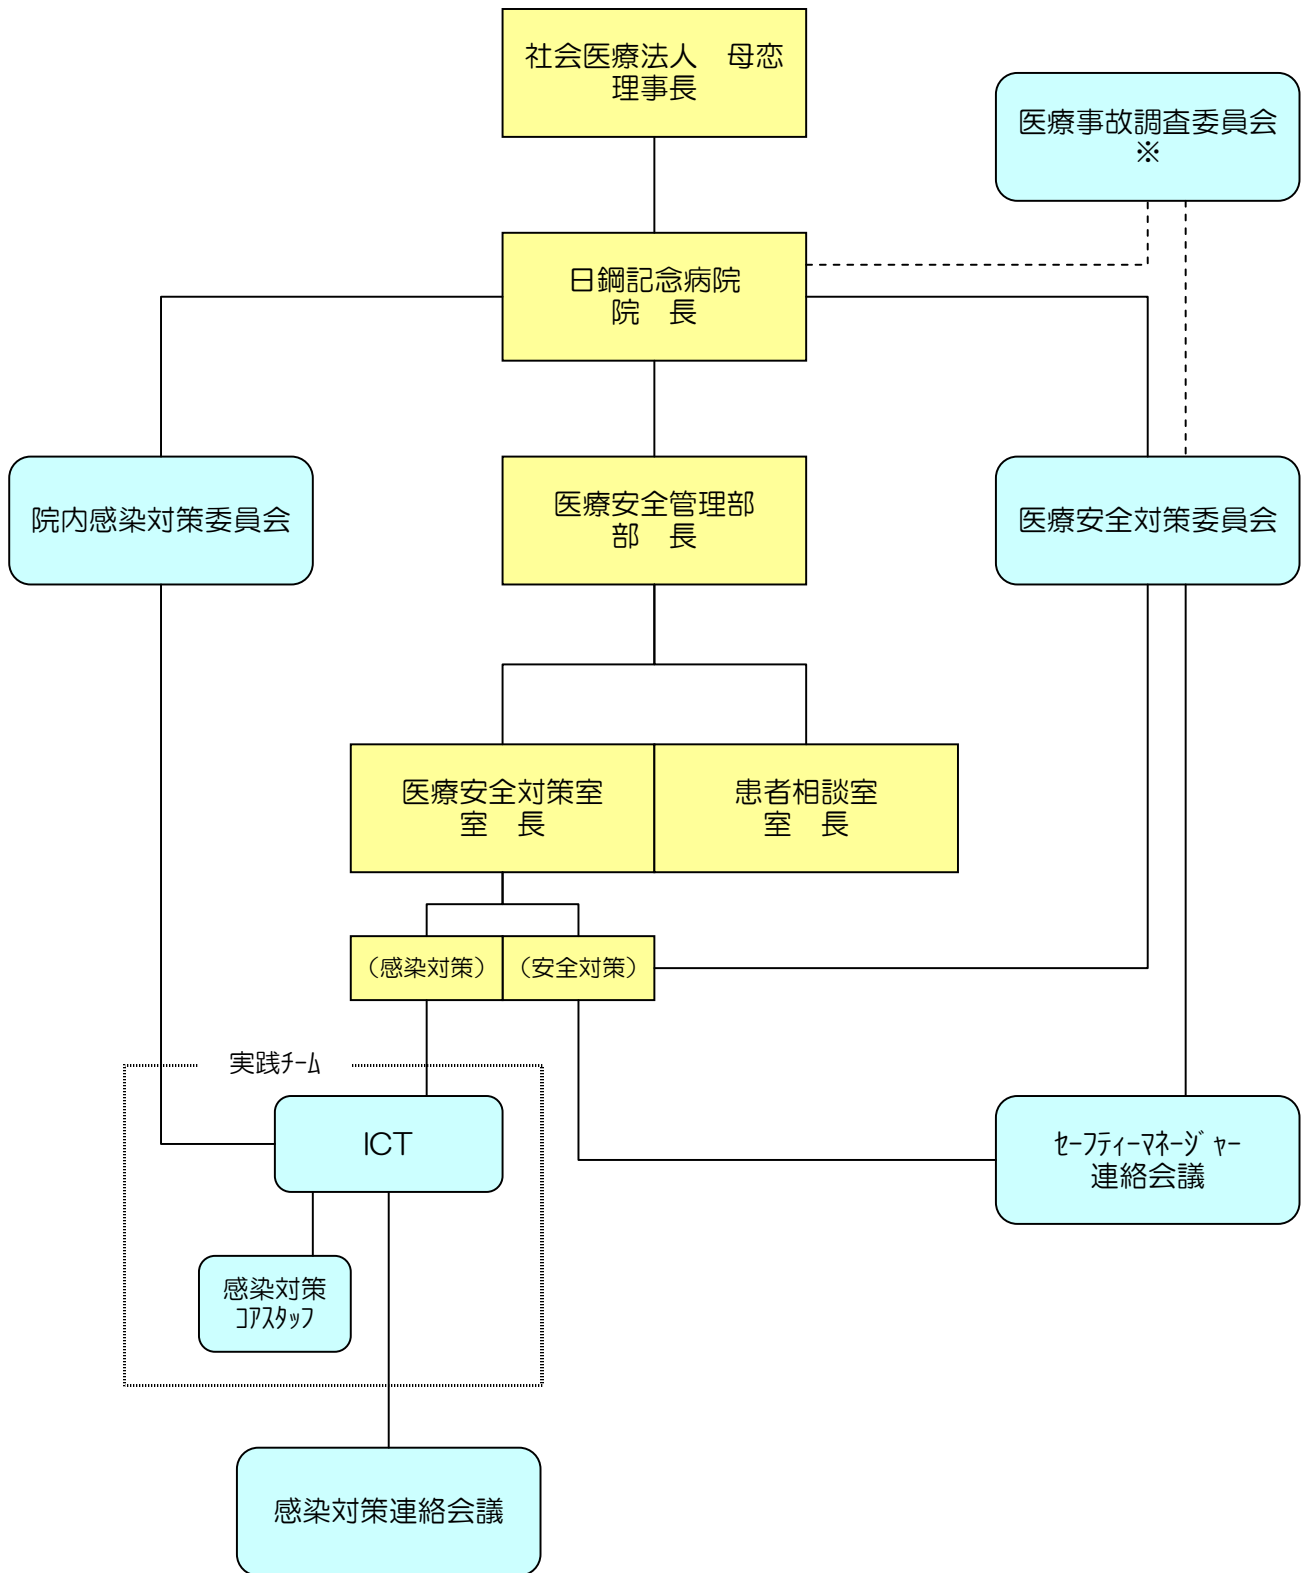 社会医療法人　母恋
理事長
医療事故調査委員会
※
日鋼記念病院
院　長
院内感染対策委員会
医療安全管理部
部　長
医療安全対策委員会
医療安全対策室
室　長
患者相談室
室　長
（感染対策）
（安全対策）
実践ﾁｰﾑ
ICT
ｾｰﾌﾃｨｰﾏﾈｰｼﾞｬｰ
連絡会議
感染対策
ｺｱｽﾀｯﾌ
感染対策連絡会議